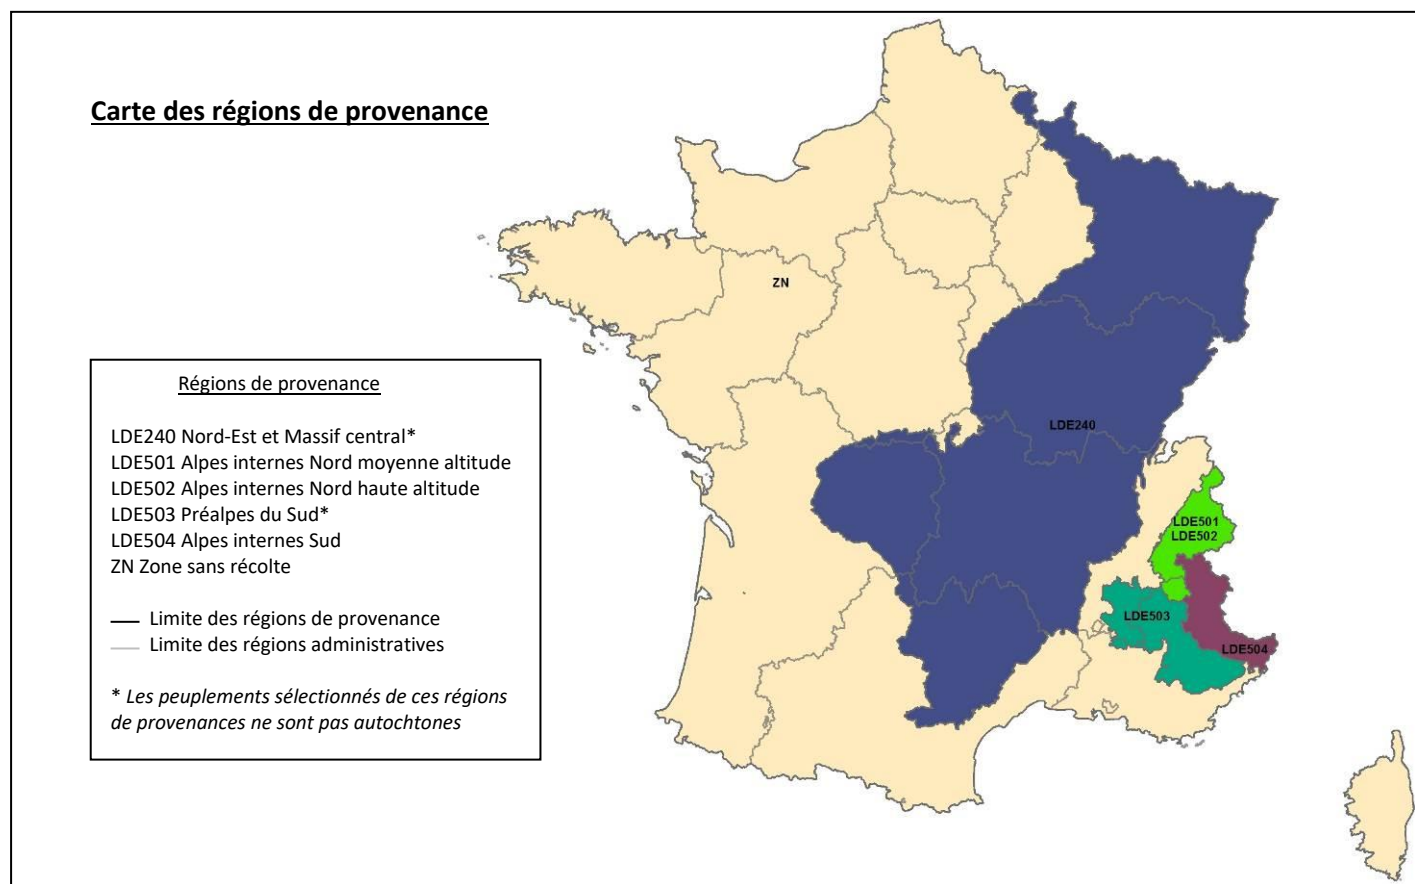 Carte des régions de provenance
ZN
Régions de provenance
LDE240 Nord-Est et Massif central*
LDE501 Alpes internes Nord moyenne altitude
LDE502 Alpes internes Nord haute altitude
LDE503 Préalpes du Sud*
LDE504 Alpes internes Sud
ZN Zone sans récolte
Limite des régions de provenance
Limite des régions administratives
* Les peuplements sélectionnés de ces régions
de provenances ne sont pas autochtones
LDE240
LDE501
LDE502
LDE503
LDE504